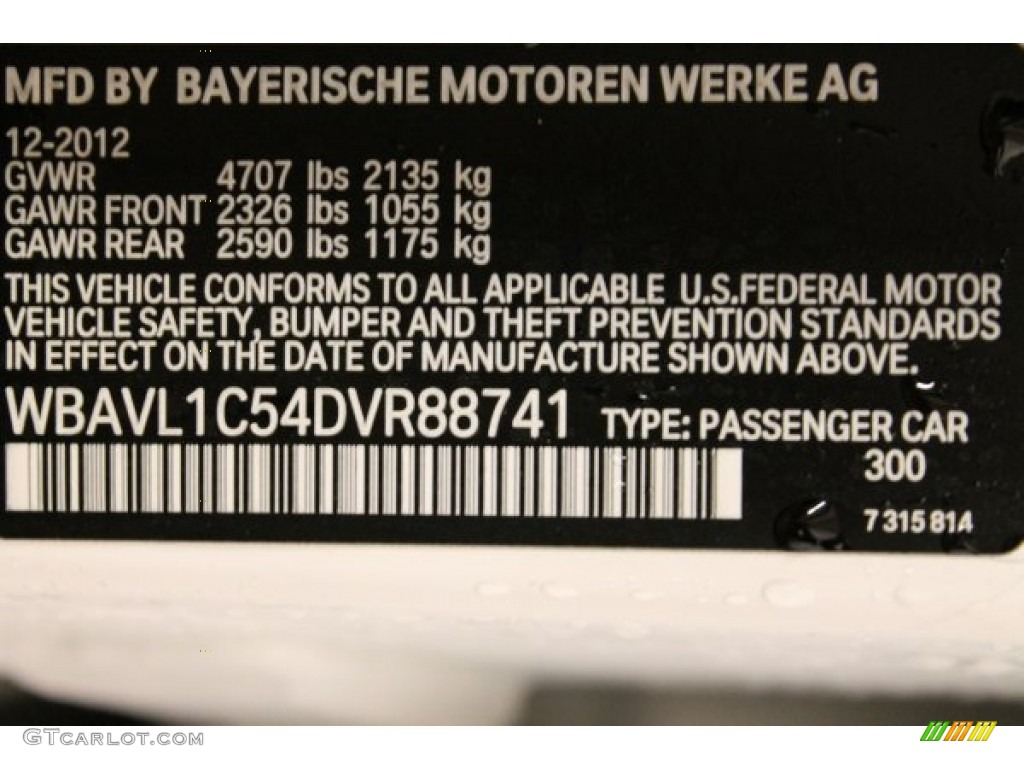 MFD BY BAYERISCHE MOTOREN WERKE AG
12-2012
GVWR 4707 lbs 2135 kg
GAWR FRONT 2326 lbs 1055 kg
GAWR REAR 2590 lbs 1175 kg
THIS VEHICLE CONFORMS TO ALL APPLICABLE U.S.FEDERAL MOTOR
VEHICLE SAFETY, BUMPER AND THEFT PREVENTION STANDARDS
IN EFFECT ON THE DATE OF MANUFACTURE SHOWN ABOVE.
WBAVL1C54DVR88741 TYPE: PASSENGER CAR
300
7 315 814
GTCARLOT.COM